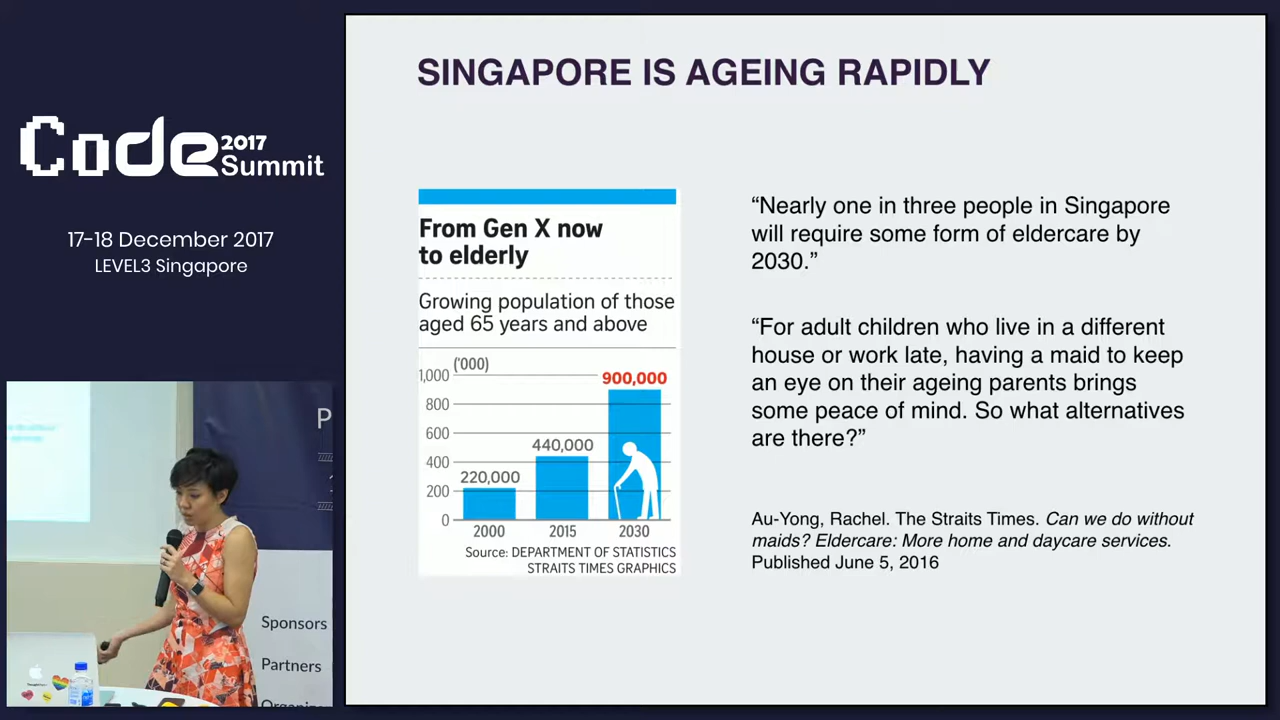 Code 2017 Summit
17-18 December 2017
LEVEL3 Singapore
SINGAPORE IS AGEING RAPIDLY
From Gen X now
to elderly
Growing population of those
aged 65 years and above
('000)
1,000
800
600
400
200
0
220,000
440,000
900,000
2000 2015 2030
Source: DEPARTMENT OF STATISTICS
STRAITS TIMES GRAPHICS
“Nearly one in three people in Singapore
will require some form of eldercare by
2030.”
“For adult children who live in a different
house or work late, having a maid to keep
an eye on their ageing parents brings
some peace of mind. So what alternatives
are there?”
Au-Yong, Rachel. The Straits Times. Can we do without
maids? Eldercare: More home and daycare services.
Published June 5, 2016
P
Sponsors
Partners